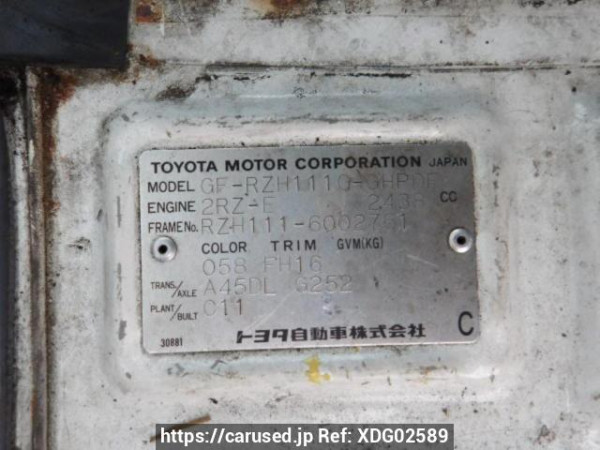 TOYOTA MOTOR CORPORATION JAPAN
MODEL GF-RZH111G-
ENGINE 2RZ-E 2438 CC
FRAME No. RZH111-6002761
COLOR TRIM GVM(KG)
058 FH16
TRANS/AXLE A45DL G252
PLANT/BUILT C11
30881 トヨタ自動車株式会社 C
https://carused.jp Ref: XDG02589